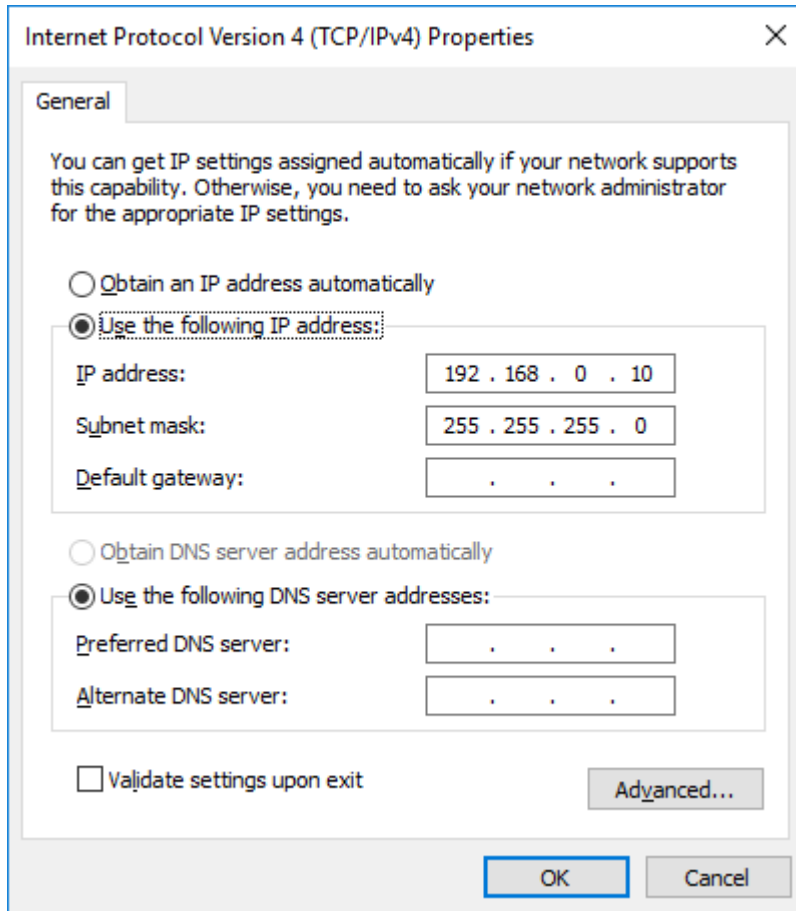 Internet Protocol Version 4 (TCP/IPv4) Properties
General
You can get IP settings assigned automatically if your network supports
this capability. Otherwise, you need to ask your network administrator
for the appropriate IP settings.
Obtain an IP address automatically
Use the following IP address:
IP address: 192 . 168 . 0 . 10
Subnet mask: 255 . 255 . 255 . 0
Default gateway: . . .
Obtain DNS server address automatically
Use the following DNS server addresses:
Preferred DNS server: . . .
Alternate DNS server: . . .
Validate settings upon exit
Advanced...
OK Cancel